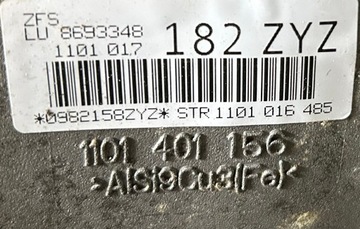 ZFS
LU 8693348
1101 017
182 ZYZ
*0982158ZYZ* STR 1101 016 485
1101 401 156
>AlSi9Cu3(Fe)<